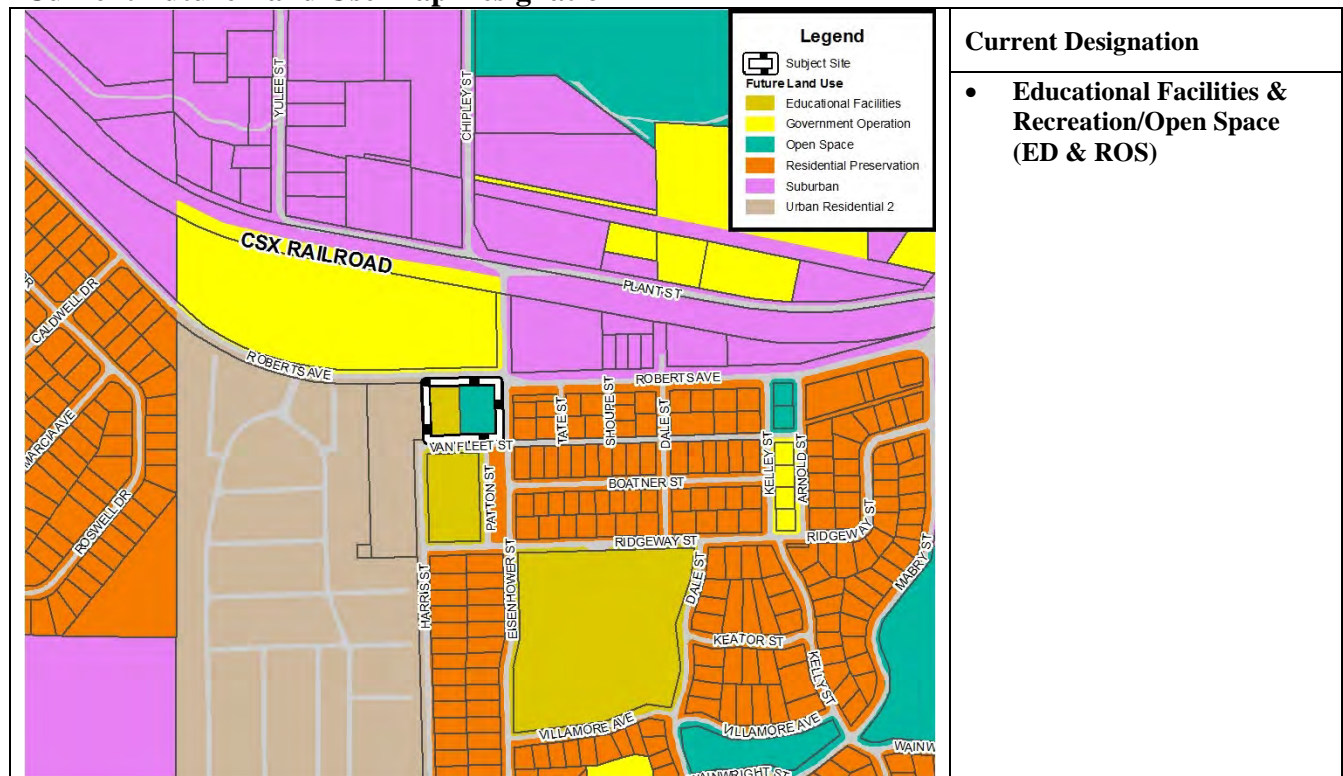 Legend
Subject Site
Future Land Use
Educational Facilities
Government Operation
Open Space
Residential Preservation
Suburban
Urban Residential 2
Current Designation
• Educational Facilities &
Recreation/Open Space
(ED & ROS)
YULEE ST
CHIPLEY ST
CSX RAILROAD
PLANT ST
CALDWELL DR
ROBERTS AVE
ROBERTS AVE
MARCIA AVE
ROSWELL DR
VAN FLEET ST
TATE ST
SHOUPE ST
DALE ST
KELLEY ST
ARNOLD ST
PATTON ST
BOATNER ST
RIDGEWAY ST
RIDGEWAY ST
MABRY ST
HARRIS ST
EISENHOWER ST
DALE ST
KEATOR ST
KELLY ST
VILLAMORE AVE
VILLAMORE AVE
WAINW
WAINWRIGHT ST